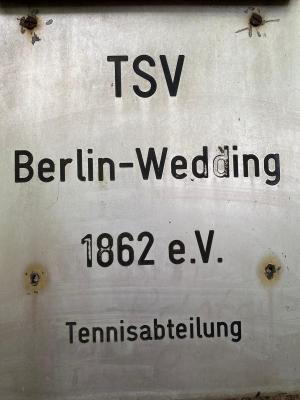 TSV
Berlin-Wedding
1862 e.V.
Tennisabteilung